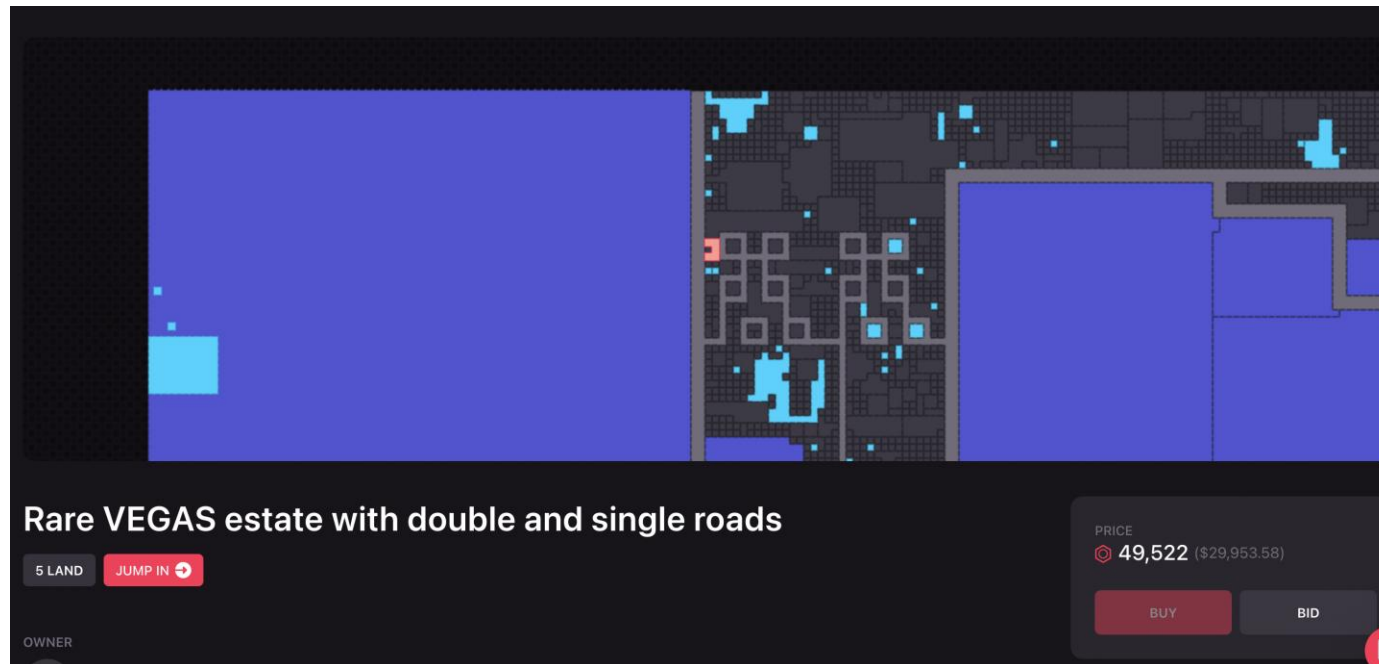 Rare VEGAS estate with double and single roads
5 LAND
JUMP IN
PRICE
49,522 ($29,953.58)
BUY
BID
OWNER